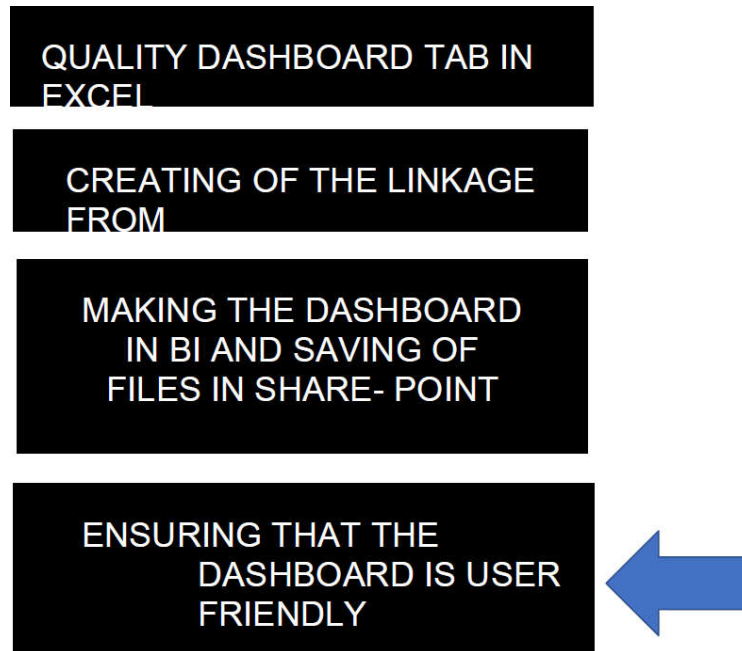 QUALITY DASHBOARD TAB IN
EXCEL
CREATING OF THE LINKAGE
FROM
MAKING THE DASHBOARD
IN BI AND SAVING OF
FILES IN SHARE- POINT
ENSURING THAT THE
DASHBOARD IS USER
FRIENDLY